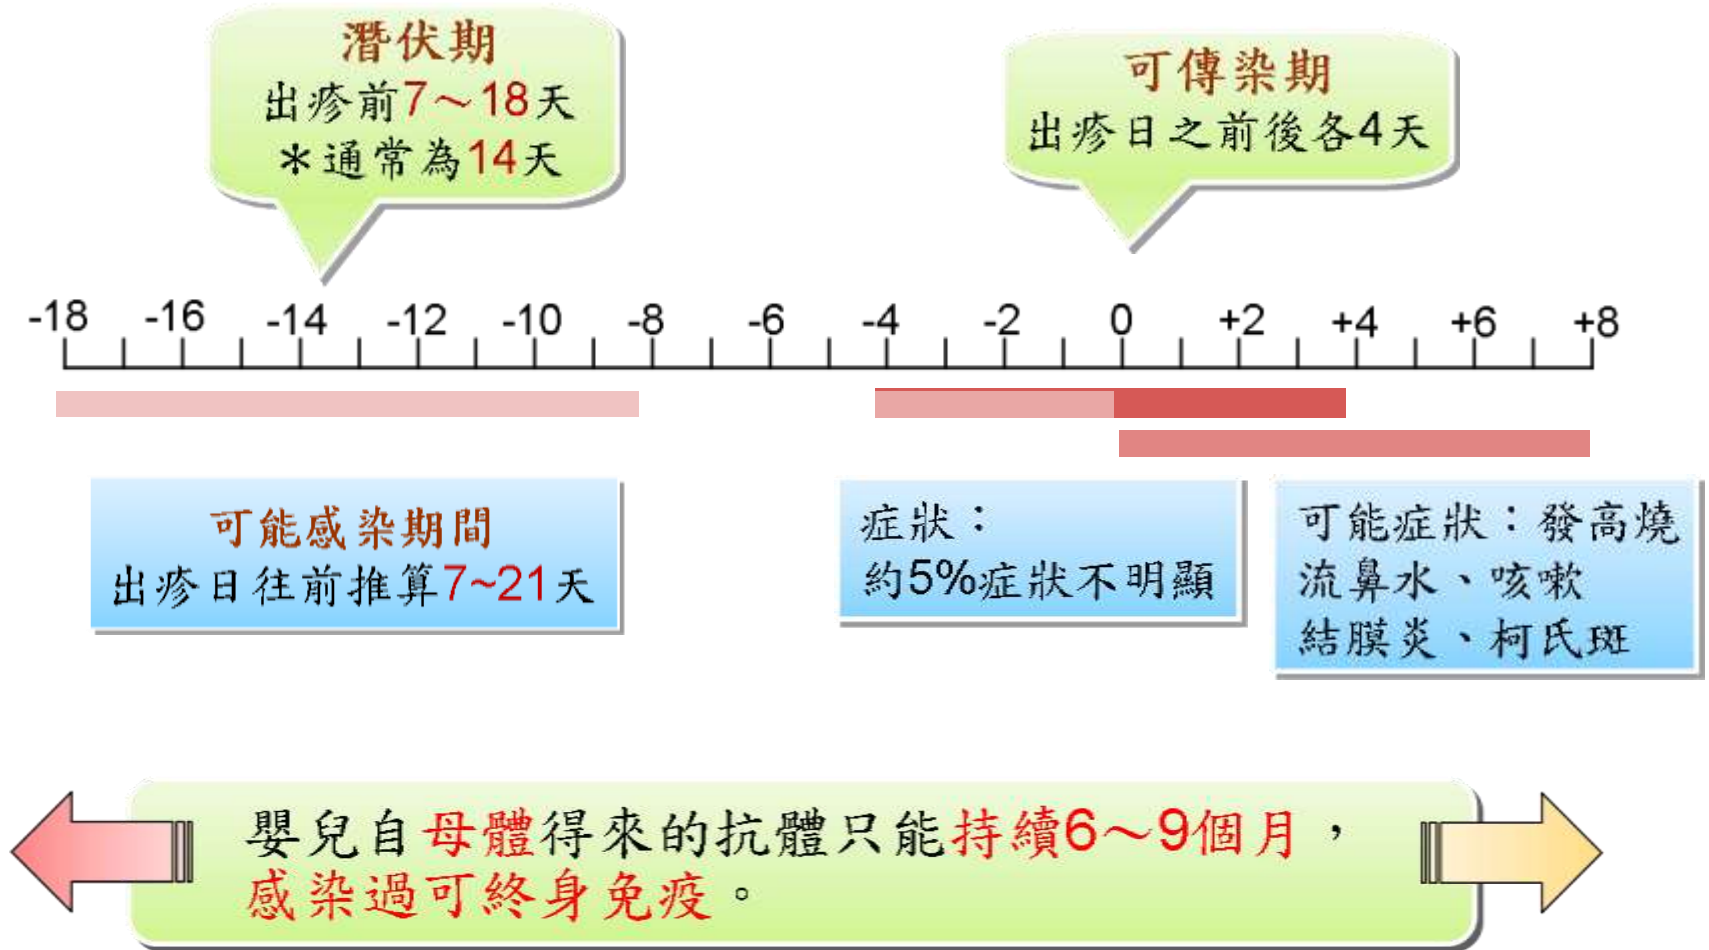 潛伏期
出疹前7～18天
＊通常為14天
可傳染期
出疹日之前後各4天
-18 -16 -14 -12 -10 -8 -6 -4 -2 0 +2 +4 +6 +8
可能感染期間
出疹日往前推算7~21天
症狀：
約5%症狀不明顯
可能症狀：發高燒
流鼻水、咳嗽
結膜炎、柯氏斑
嬰兒自母體得來的抗體只能持續6～9個月，
感染過可終身免疫。